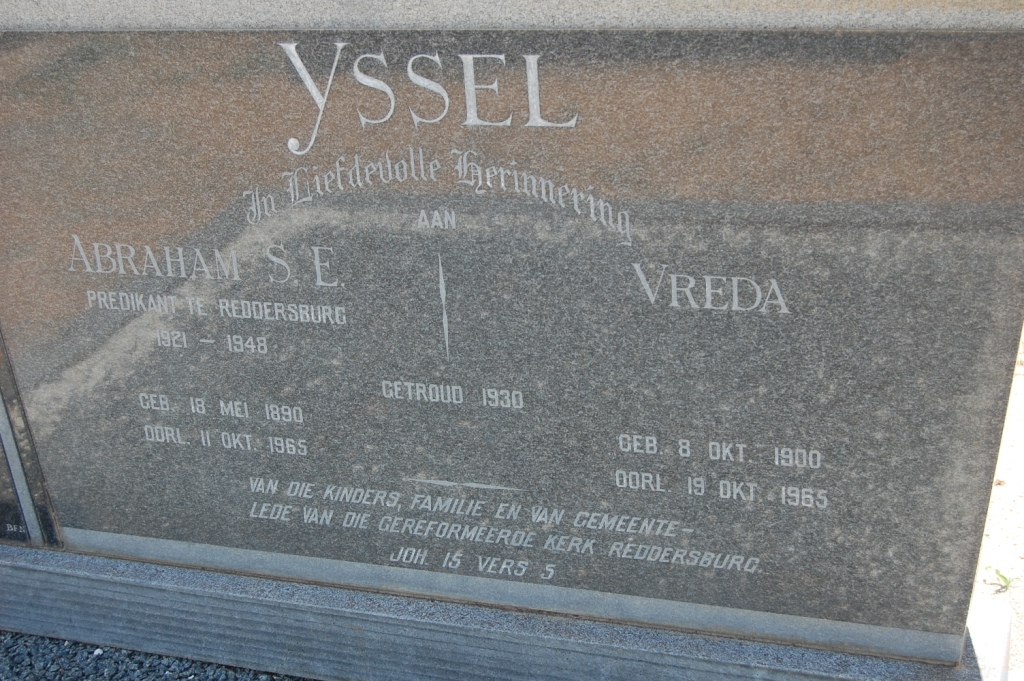 YSSEL
In Liefdevolle Herinnering
AAN
ABRAHAM S. E.
PREDIKANT TE REDDERSBURG
1921 – 1948
GEB. 18 MEI 1890
OORL. 11 OKT. 1965
GETROUD 1930
VREDA
GEB. 8 OKT. 1900
OORL 19 OKT. 1965
VAN DIE KINDERS, FAMILIE EN VAN GEMEENTE–
LEDE VAN DIE GEREFORMEERDE KERK REDDERSBURG.
JOH. 15 VERS 5